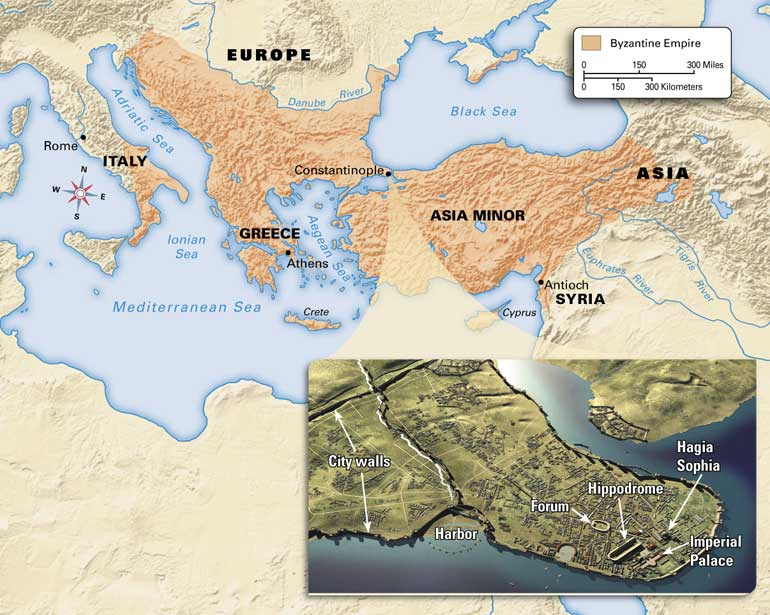 EUROPE
Byzantine Empire
0 150 300 Miles
0 150 300 Kilometers
Danube River
Black Sea
Adriatic Sea
Rome
ITALY
N
W E
S
Constantinople
ASIA
ASIA MINOR
GREECE
Aegean Sea
Ionian Sea
Athens
Euphrates River
Tigris River
Antioch
SYRIA
Mediterranean Sea
Crete
Cyprus
City walls
Harbor
Forum
Hippodrome
Hagia
Sophia
Imperial
Palace